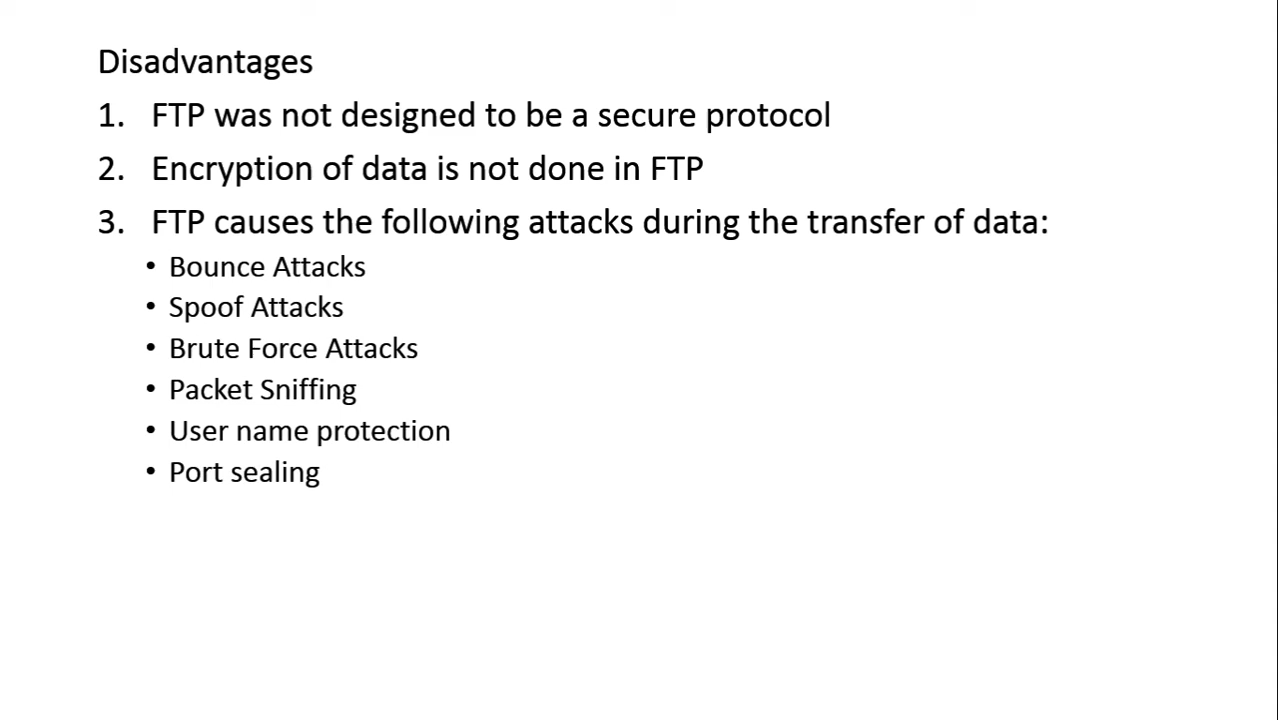 Disadvantages
1. FTP was not designed to be a secure protocol
2. Encryption of data is not done in FTP
3. FTP causes the following attacks during the transfer of data:
• Bounce Attacks
• Spoof Attacks
• Brute Force Attacks
• Packet Sniffing
• User name protection
• Port sealing